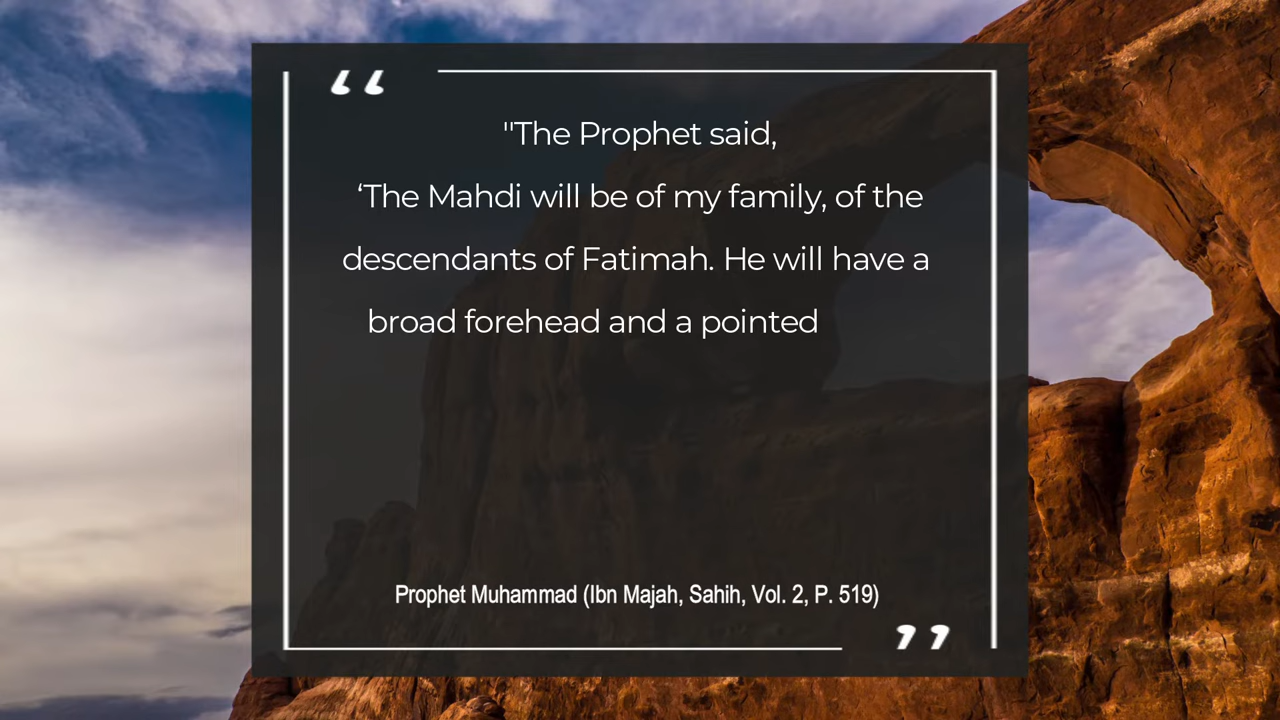 "The Prophet said,
‘The Mahdi will be of my family, of the
descendants of Fatimah. He will have a
broad forehead and a pointed
Prophet Muhammad (Ibn Majah, Sahih, Vol. 2, P. 519)